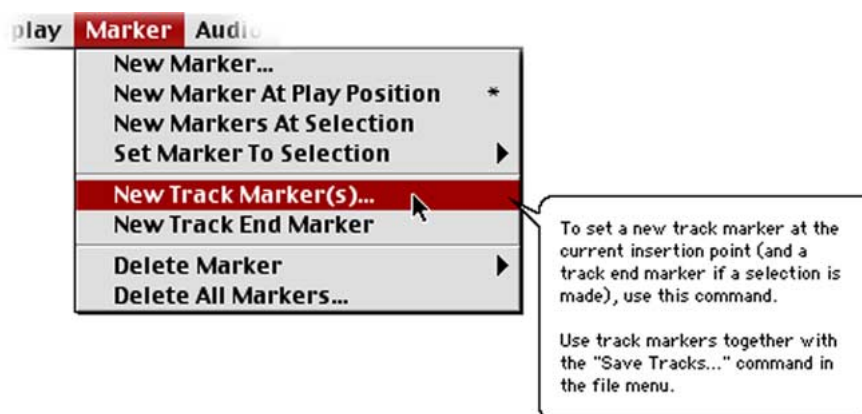 play Marker Audio
New Marker...
New Marker At Play Position *
New Markers At Selection
Set Marker To Selection
New Track Marker(s)...
New Track End Marker
Delete Marker
Delete All Markers...
To set a new track marker at the
current insertion point (and a
track end marker if a selection is
made), use this command.
Use track markers together with
the "Save Tracks..." command in
the file menu.